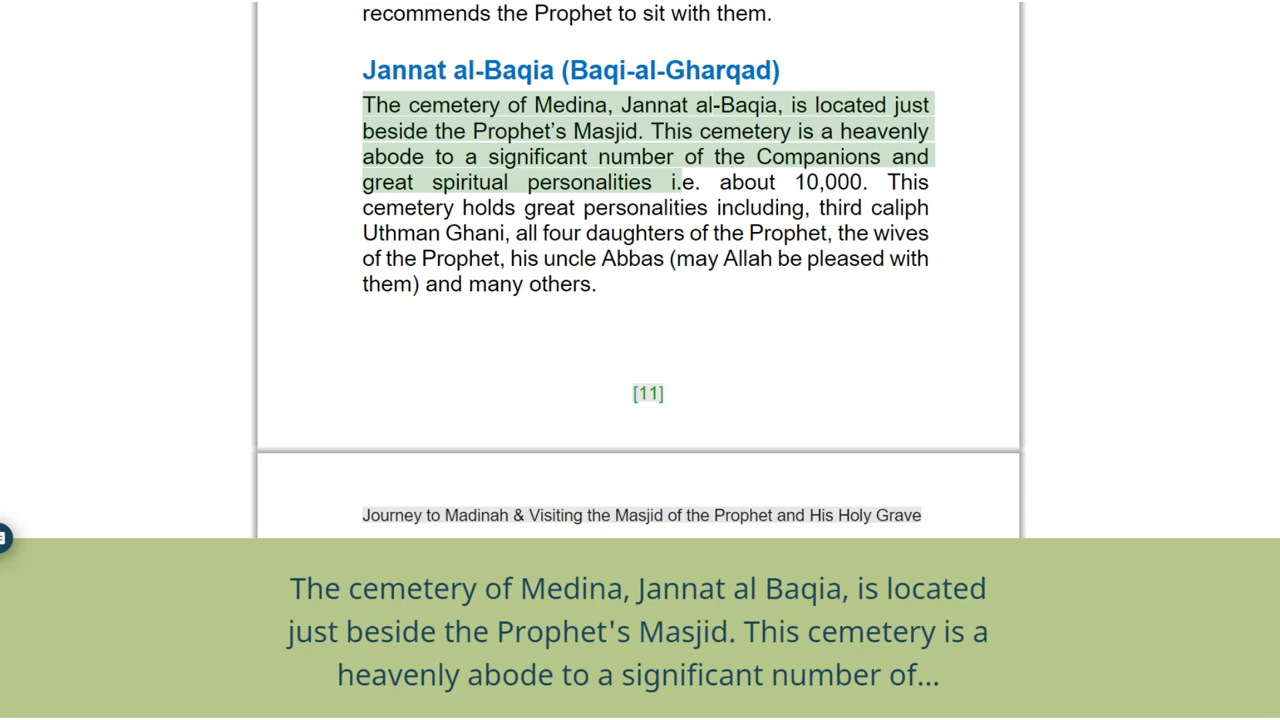 recommends the Prophet to sit with them.
Jannat al-Baqia (Baqi-al-Gharqad)
The cemetery of Medina, Jannat al-Baqia, is located just
beside the Prophet’s Masjid. This cemetery is a heavenly
abode to a significant number of the Companions and
great spiritual personalities i.e. about 10,000. This
cemetery holds great personalities including, third caliph
Uthman Ghani, all four daughters of the Prophet, the wives
of the Prophet, his uncle Abbas (may Allah be pleased with
them) and many others.
[11]
Journey to Madinah & Visiting the Masjid of the Prophet and His Holy Grave
The cemetery of Medina, Jannat al Baqia, is located
just beside the Prophet's Masjid. This cemetery is a
heavenly abode to a significant number of...